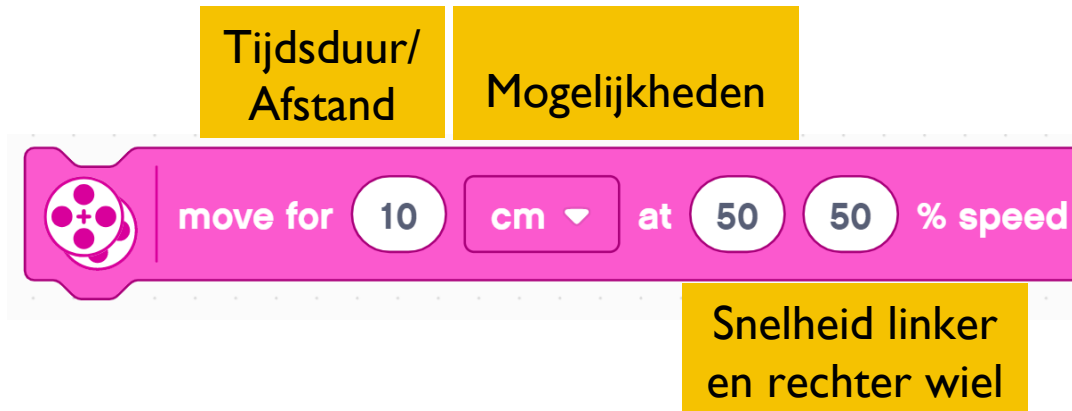 Tijdsduur/
Afstand
Mogelijkheden
move for 10 cm at 50 50 % speed
Snelheid linker
en rechter wiel